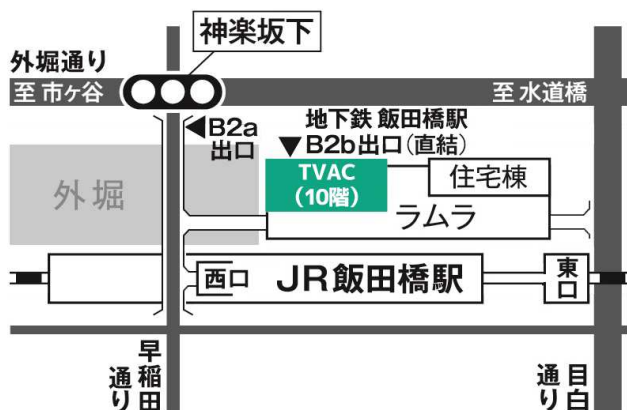 神楽坂下
外堀通り
至 市ヶ谷
至 水道橋
B2a
出口
地下鉄 飯田橋駅
B2b出口(直結)
TVAC
(10階)
住宅棟
外堀
ラムラ
西口
JR飯田橋駅
東口
早稲田通り
目白通り